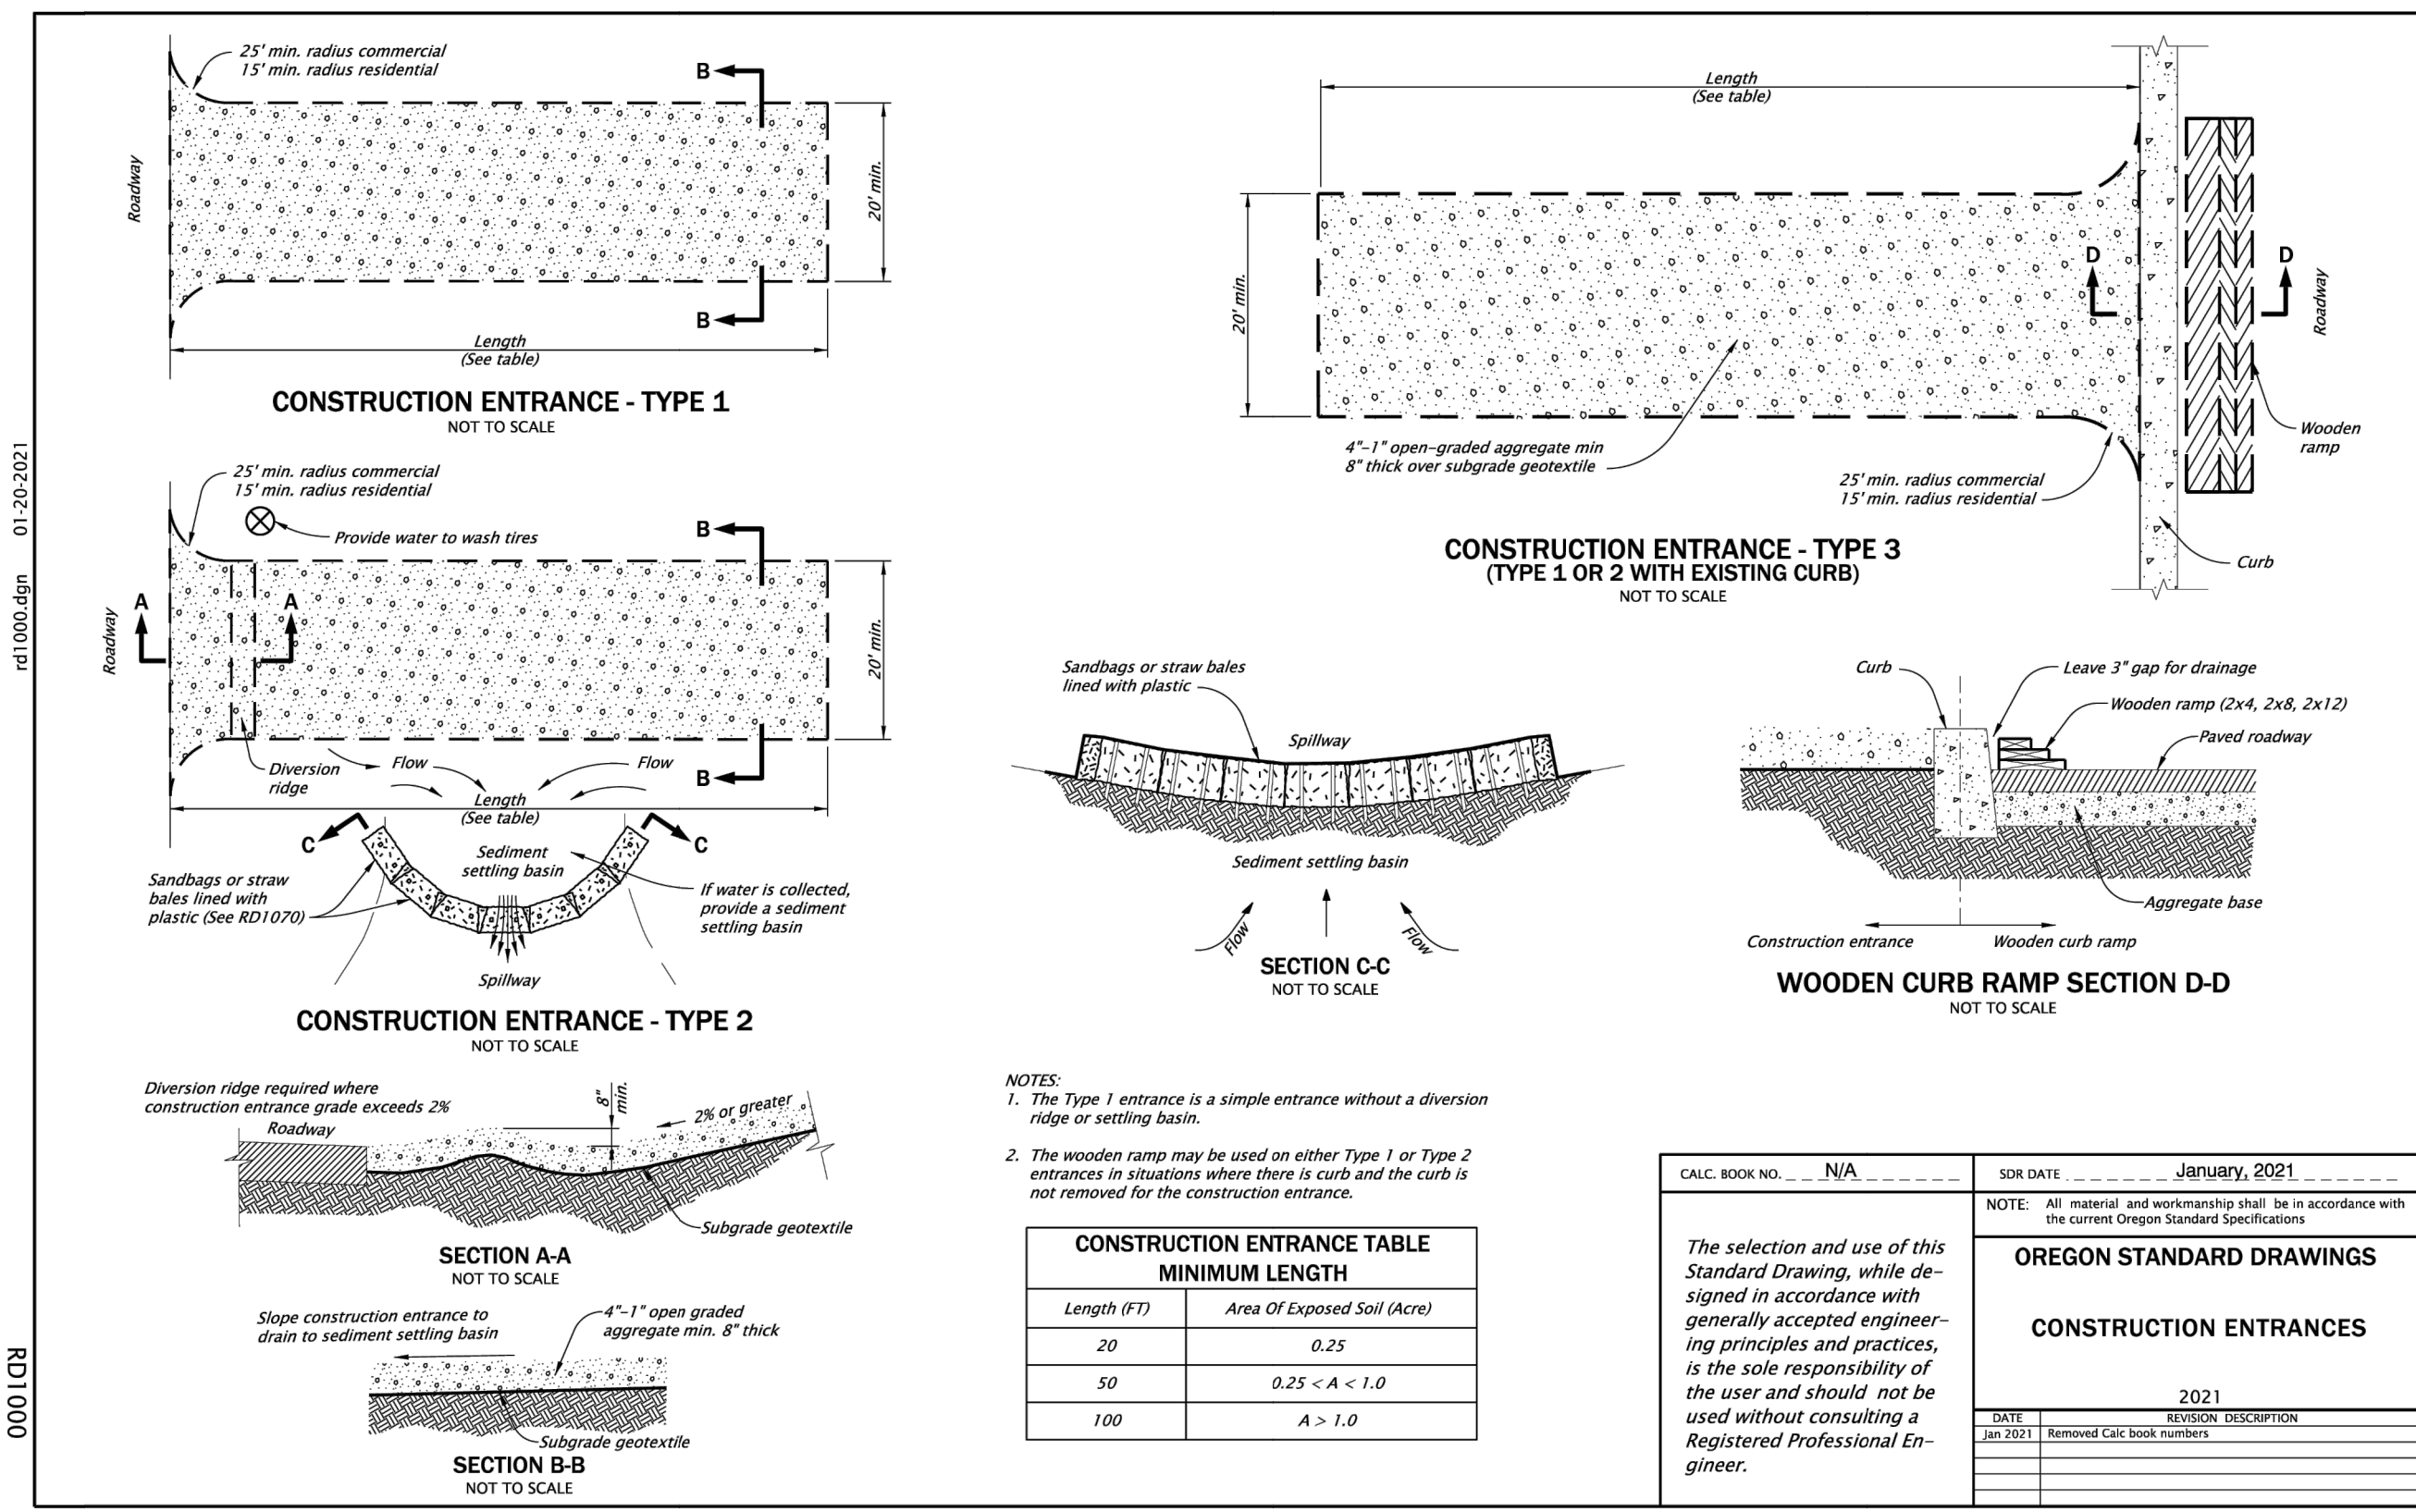 25' min. radius commercial
15' min. radius residential
B
Roadway
20' min.
B
Length
(See table)
CONSTRUCTION ENTRANCE - TYPE 1
NOT TO SCALE
25' min. radius commercial
15' min. radius residential
Provide water to wash tires
B
A
A
Roadway
20' min.
Diversion
ridge
Flow
Flow
B
Length
(See table)
C
C
Sediment
settling basin
Sandbags or straw
bales lined with
plastic (See RD1070)
If water is collected,
provide a sediment
settling basin
Spillway
CONSTRUCTION ENTRANCE - TYPE 2
NOT TO SCALE
Diversion ridge required where
construction entrance grade exceeds 2%
Roadway
8"
min.
2% or greater
Subgrade geotextile
SECTION A-A
NOT TO SCALE
Slope construction entrance to
drain to sediment settling basin
4"-1" open graded
aggregate min. 8" thick
Subgrade geotextile
SECTION B-B
NOT TO SCALE
Length
(See table)
20' min.
D
D
Roadway
Wooden
ramp
4"-1" open-graded aggregate min
8" thick over subgrade geotextile
25' min. radius commercial
15' min. radius residential
Curb
CONSTRUCTION ENTRANCE - TYPE 3
(TYPE 1 OR 2 WITH EXISTING CURB)
NOT TO SCALE
Sandbags or straw bales
lined with plastic
Spillway
Sediment settling basin
Flow
Flow
SECTION C-C
NOT TO SCALE
Curb
Leave 3" gap for drainage
Wooden ramp (2x4, 2x8, 2x12)
Paved roadway
Aggregate base
Construction entrance
Wooden curb ramp
WOODEN CURB RAMP SECTION D-D
NOT TO SCALE
NOTES:
1. The Type 1 entrance is a simple entrance without a diversion
ridge or settling basin.
2. The wooden ramp may be used on either Type 1 or Type 2
entrances in situations where there is curb and the curb is
not removed for the construction entrance.
CONSTRUCTION ENTRANCE TABLE
MINIMUM LENGTH
Length (FT) Area Of Exposed Soil (Acre)
20 0.25
50 0.25 < A < 1.0
100 A > 1.0
CALC. BOOK NO. N/A
SDR DATE January, 2021
NOTE: All material and workmanship shall be in accordance with
the current Oregon Standard Specifications
The selection and use of this
Standard Drawing, while de-
signed in accordance with
generally accepted engineer-
ing principles and practices,
is the sole responsibility of
the user and should not be
used without consulting a
Registered Professional En-
gineer.
OREGON STANDARD DRAWINGS
CONSTRUCTION ENTRANCES
2021
DATE REVISION DESCRIPTION
Jan 2021 Removed Calc book numbers
rd1000.dgn 01-20-2021
RD1000